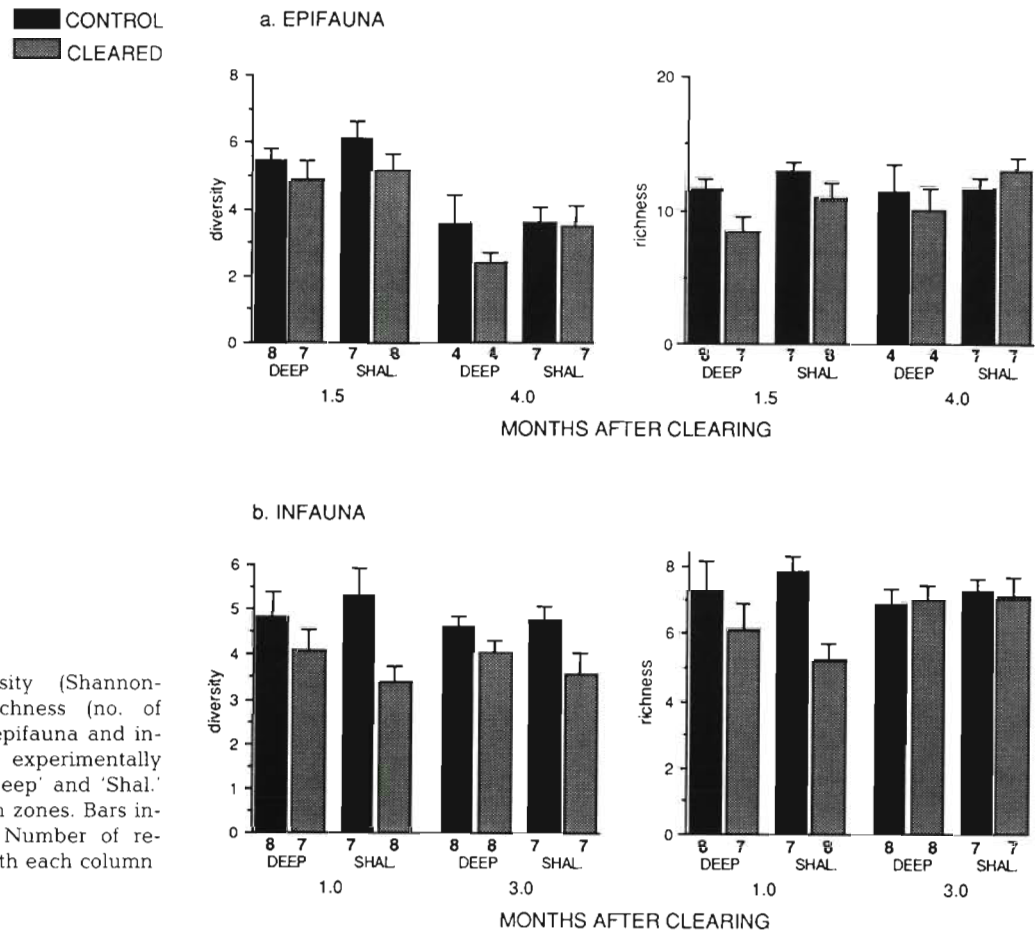 CONTROL
CLEARED
a. EPIFAUNA
8
6
4
2
0
diversity
8 7 7 8 4 4 7 7
DEEP SHAL. DEEP SHAL.
1.5 4.0
20
10
0
richness
8 7 7 8 4 4 7 7
DEEP SHAL. DEEP SHAL.
1.5 4.0
MONTHS AFTER CLEARING
b. INFAUNA
6
5
4
3
2
1
0
diversity
8 7 7 8 8 8 7 7
DEEP SHAL. DEEP SHAL.
1.0 3.0
8
6
4
2
0
richness
8 7 7 8 8 8 7 7
DEEP SHAL. DEEP SHAL.
1.0 3.0
MONTHS AFTER CLEARING
sity (Shannon-
chness (no. of
epifauna and in-
experimentally
eep' and 'Shal.'
n zones. Bars in-
Number of re-
th each column